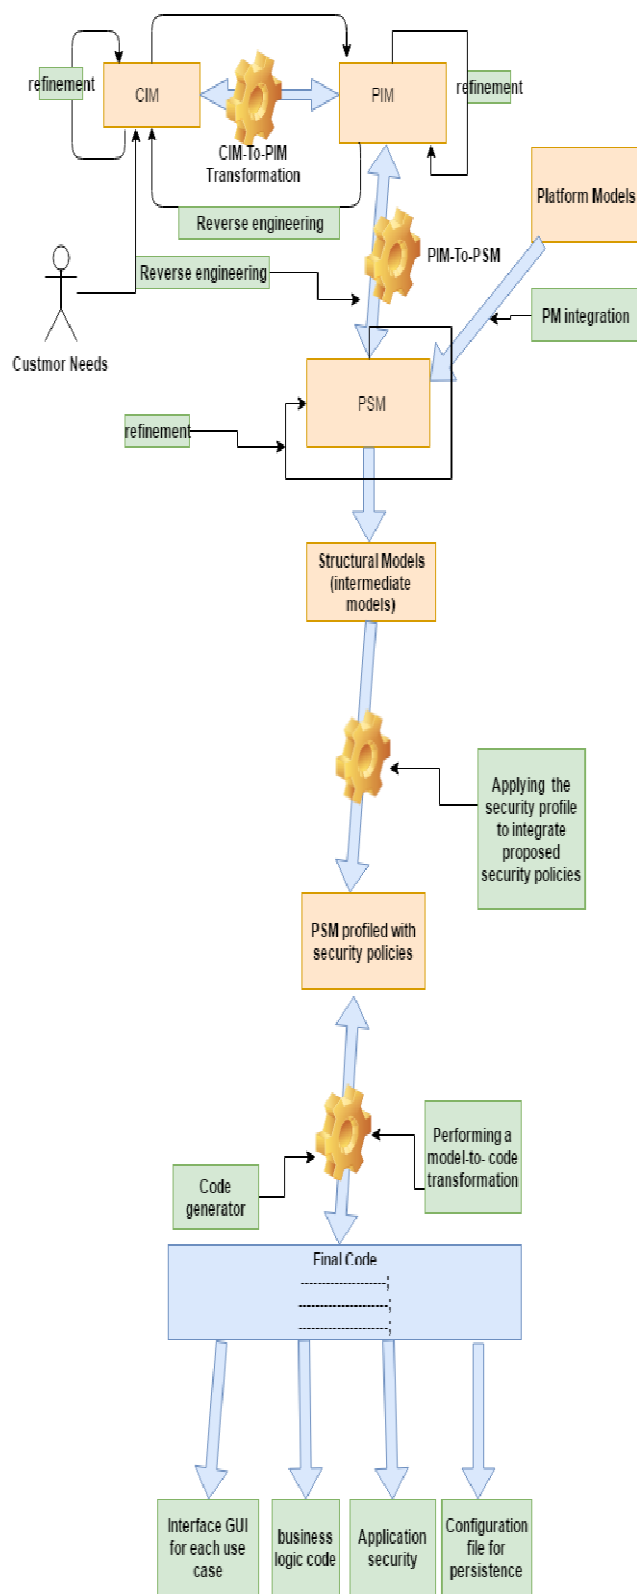 refinement
CIM
PIM
refinement
CIM-To-PIM
Transformation
Reverse engineering
Platform Models
Reverse engineering
PIM-To-PSM
PM integration
Custmor Needs
PSM
refinement
Structural Models
(intermediate
models)
Applying the
security profile
to integrate
proposed
security policies
PSM profiled with
security policies
Performing a
model-to- code
transformation
Code
generator
Final Code
--------------------;
---------------------;
---------------------;
Interface GUI
for each use
case
business
logic code
Application
security
Configuration
file for
persistence